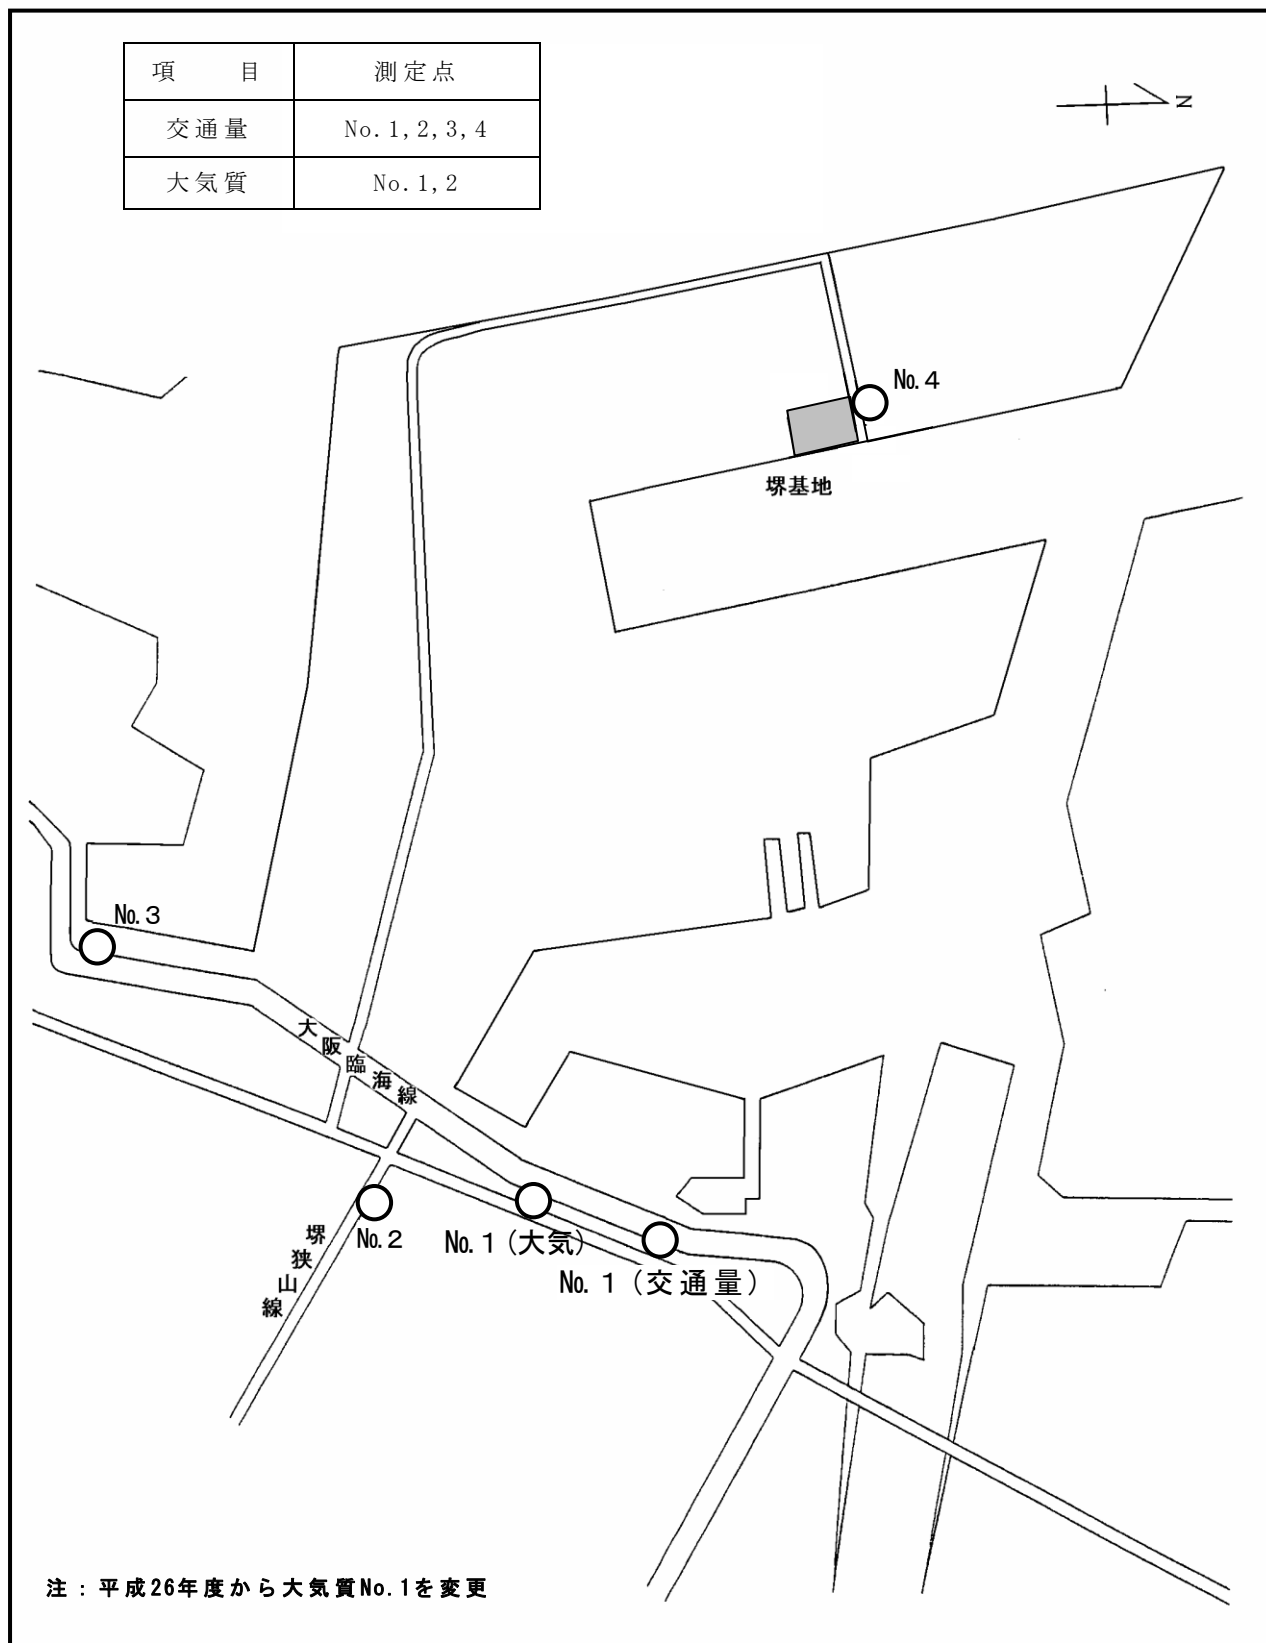 項 目 測定点
交通量 No.1,2,3,4
大気質 No.1,2
N
No.4
堺基地
No.3
大阪臨海線
No.2
No.1(大気)
No.1(交通量)
堺狭山線
注：平成26年度から大気質No.1を変更